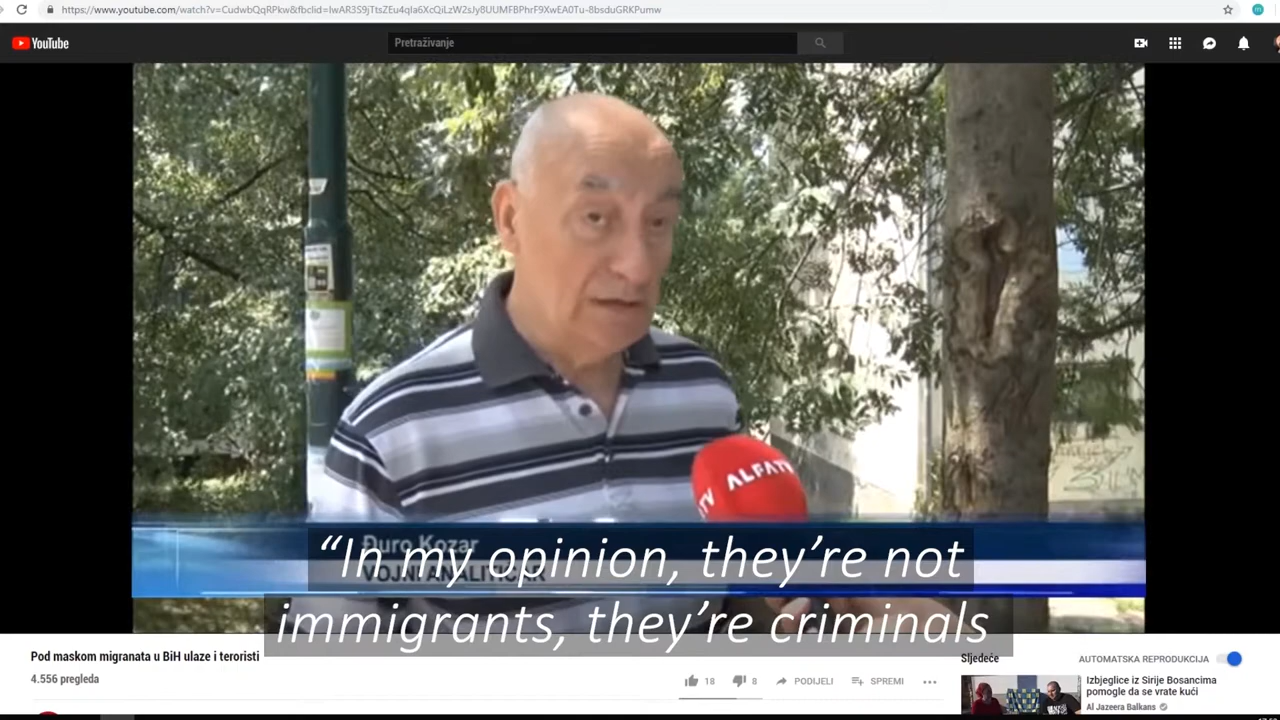 https://www.youtube.com/watch?v=CudwbQqRPkw&fbclid=IwAR3S9jTtsZEu4qIa6XcQiLzW2sJy8UUMFBPhrF9XwEA0Tu-8bsduGRKPumw
YouTube
Pretraživanje
ALFATV
TV
Đuro Kozar
VOJNI ANALITIČAR
“In my opinion, they’re not
immigrants, they’re criminals
Pod maskom migranata u BiH ulaze i teroristi
4.556 pregleda
18
8
PODIJELI
SPREMI
Sljedeće
AUTOMATSKA REPRODUKCIJA
Izbjeglice iz Sirije Bosancima
pomogle da se vrate kući
Al Jazeera Balkans